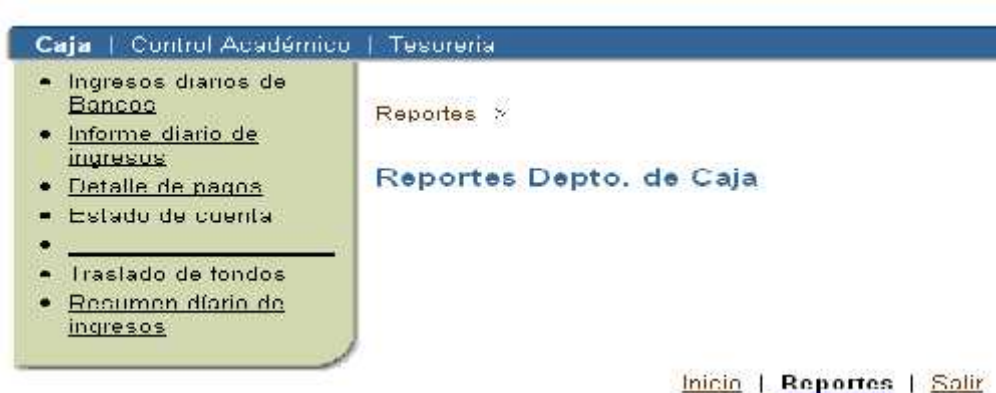 Caja | Control Académico | Tesoreria
Ingresos diarios de
Bancos
Informe diario de
ingresos
Detalle de pagos
Estado de cuenta
Traslado de fondos
Resumen diario de
ingresos
Reportes >
Reportes Depto. de Caja
Inicio | Reportes | Salir